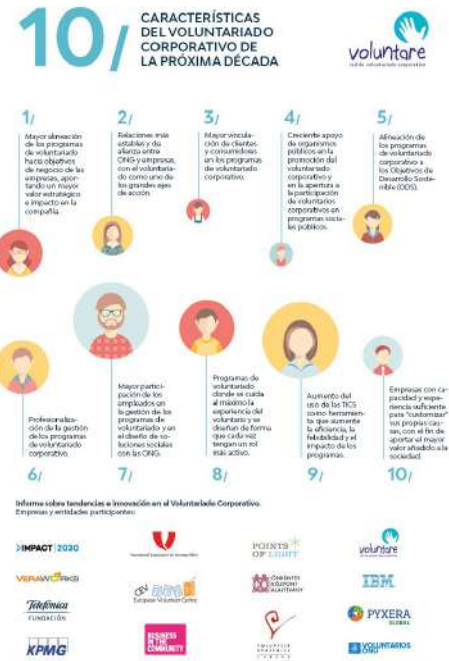 10/
CARACTERÍSTICAS
DEL VOLUNTARIADO
CORPORATIVO DE
LA PRÓXIMA DÉCADA
voluntare
1/
Mayor alineación
de los programas
de voluntariado
hacia objetivos
de negocio de las
empresas, apor-
tando un mayor
valor estratégico
e impacto en la
compañía.
2/
Relaciones más
estables y de
alianza entre
ONG y empresas,
con el voluntaria-
do como uno de
los grandes ejes
de acción.
3/
Mayor vincula-
ción de clientes
y consumidores
en los programas
de voluntariado
corporativo.
4/
Creciente apoyo
de organismos
públicos en la
promoción del
voluntariado
corporativo y
en la apertura a
la participación
de voluntarios
corporativos en
programas socia-
les públicos.
5/
Alineación de
los programas
de voluntariado
corporativo a
los Objetivos de
Desarrollo Soste-
nible (ODS).
Profesionaliza-
ción de la gestión
de los programas
de voluntariado
corporativo.
6/
Mayor partici-
pación de los
empleados en
la gestión de los
programas de
voluntariado y en
el diseño de so-
luciones sociales
con las ONG.
7/
Programas de
voluntariado
donde se cuida
al máximo la
experiencia del
voluntario y se
diseñan de forma
que cada vez
tengan un rol
más activo.
8/
Aumento del
uso de las TICS
como herramien-
ta que aumente
la eficiencia, la
flexibilidad y el
impacto de los
programas.
9/
Empresas con ca-
pacidad y expe-
riencia suficiente
para "customizar"
sus propias cau-
sas, con el fin de
aportar el mayor
valor añadido a la
sociedad.
10/
Informe sobre tendencias e innovación en el Voluntariado Corporativo.
Empresas y entidades participantes:
IMPACT 2030
POINTS
OF LIGHT
voluntare
VERAWORKS
CEV
European Volunteer Centre
ÖNKÉNTES
KÖZPONT
ALAPÍTVÁNY
IBM
Telefónica
FUNDACIÓN
PYXERA
GLOBAL
KPMG
BUSINESS
IN THE
COMMUNITY
VOLUNTARIOS